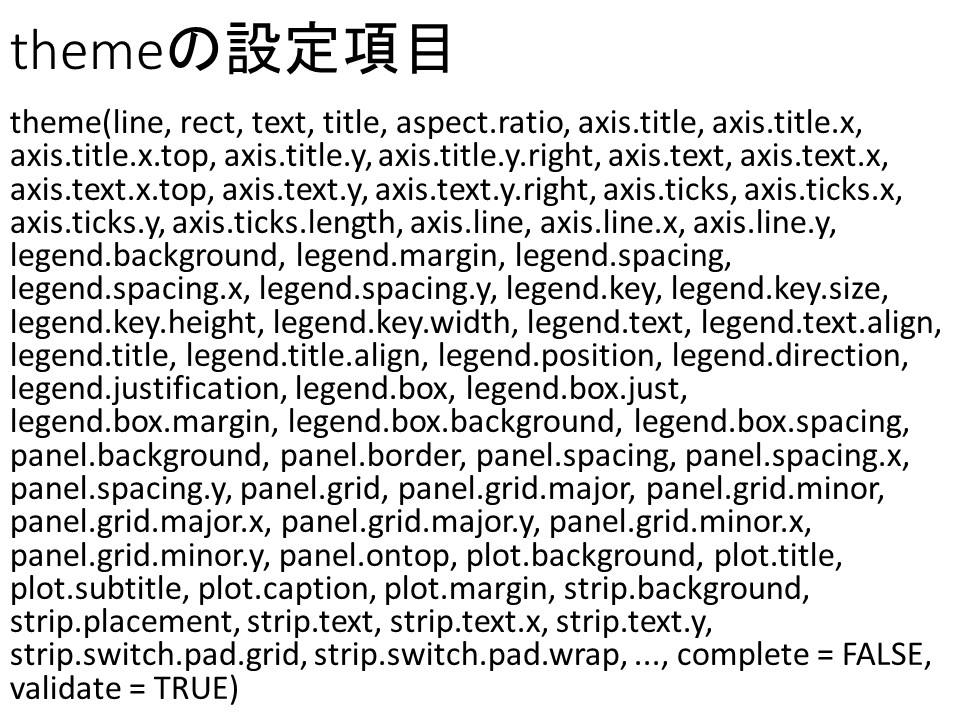 themeの設定項目
theme(line, rect, text, title, aspect.ratio, axis.title, axis.title.x,
axis.title.x.top, axis.title.y, axis.title.y.right, axis.text, axis.text.x,
axis.text.x.top, axis.text.y, axis.text.y.right, axis.ticks, axis.ticks.x,
axis.ticks.y, axis.ticks.length, axis.line, axis.line.x, axis.line.y,
legend.background, legend.margin, legend.spacing,
legend.spacing.x, legend.spacing.y, legend.key, legend.key.size,
legend.key.height, legend.key.width, legend.text, legend.text.align,
legend.title, legend.title.align, legend.position, legend.direction,
legend.justification, legend.box, legend.box.just,
legend.box.margin, legend.box.background, legend.box.spacing,
panel.background, panel.border, panel.spacing, panel.spacing.x,
panel.spacing.y, panel.grid, panel.grid.major, panel.grid.minor,
panel.grid.major.x, panel.grid.major.y, panel.grid.minor.x,
panel.grid.minor.y, panel.ontop, plot.background, plot.title,
plot.subtitle, plot.caption, plot.margin, strip.background,
strip.placement, strip.text, strip.text.x, strip.text.y,
strip.switch.pad.grid, strip.switch.pad.wrap, ..., complete = FALSE,
validate = TRUE)